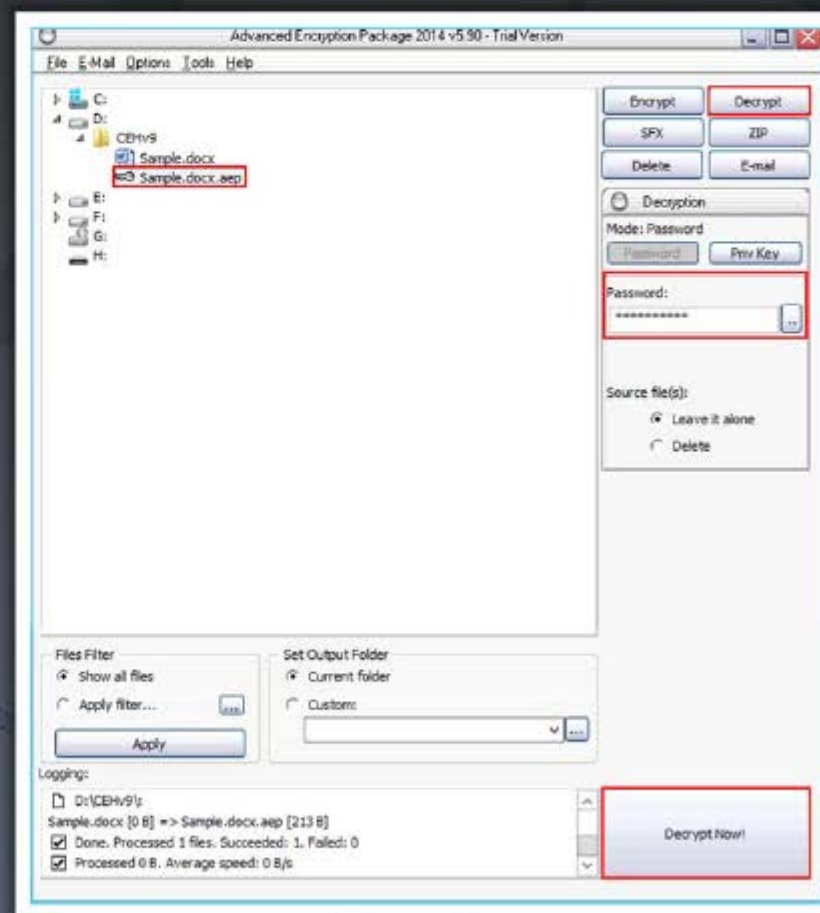 Advanced Encryption Package 2014 v5.90 - Trial Version
File E-Mail Options Tools Help
C:
D:
CEHv9
Sample.docx
Sample.docx.aep
E:
F:
G:
H:
Encrypt Decrypt
SFX ZIP
Delete E-mail
Decryption
Mode: Password
Password Priv Key
Password:
**********
..
Source file(s):
Leave it alone
Delete
Files Filter
Show all files
Apply filter... ...
Apply
Set Output Folder
Current folder
Custom:
...
Logging:
D:\CEHv9\:
Sample.docx [0 B] => Sample.docx.aep [213 B]
Done. Processed 1 files. Succeeded: 1. Failed: 0
Processed 0 B. Average speed: 0 B/s
Decrypt Now!